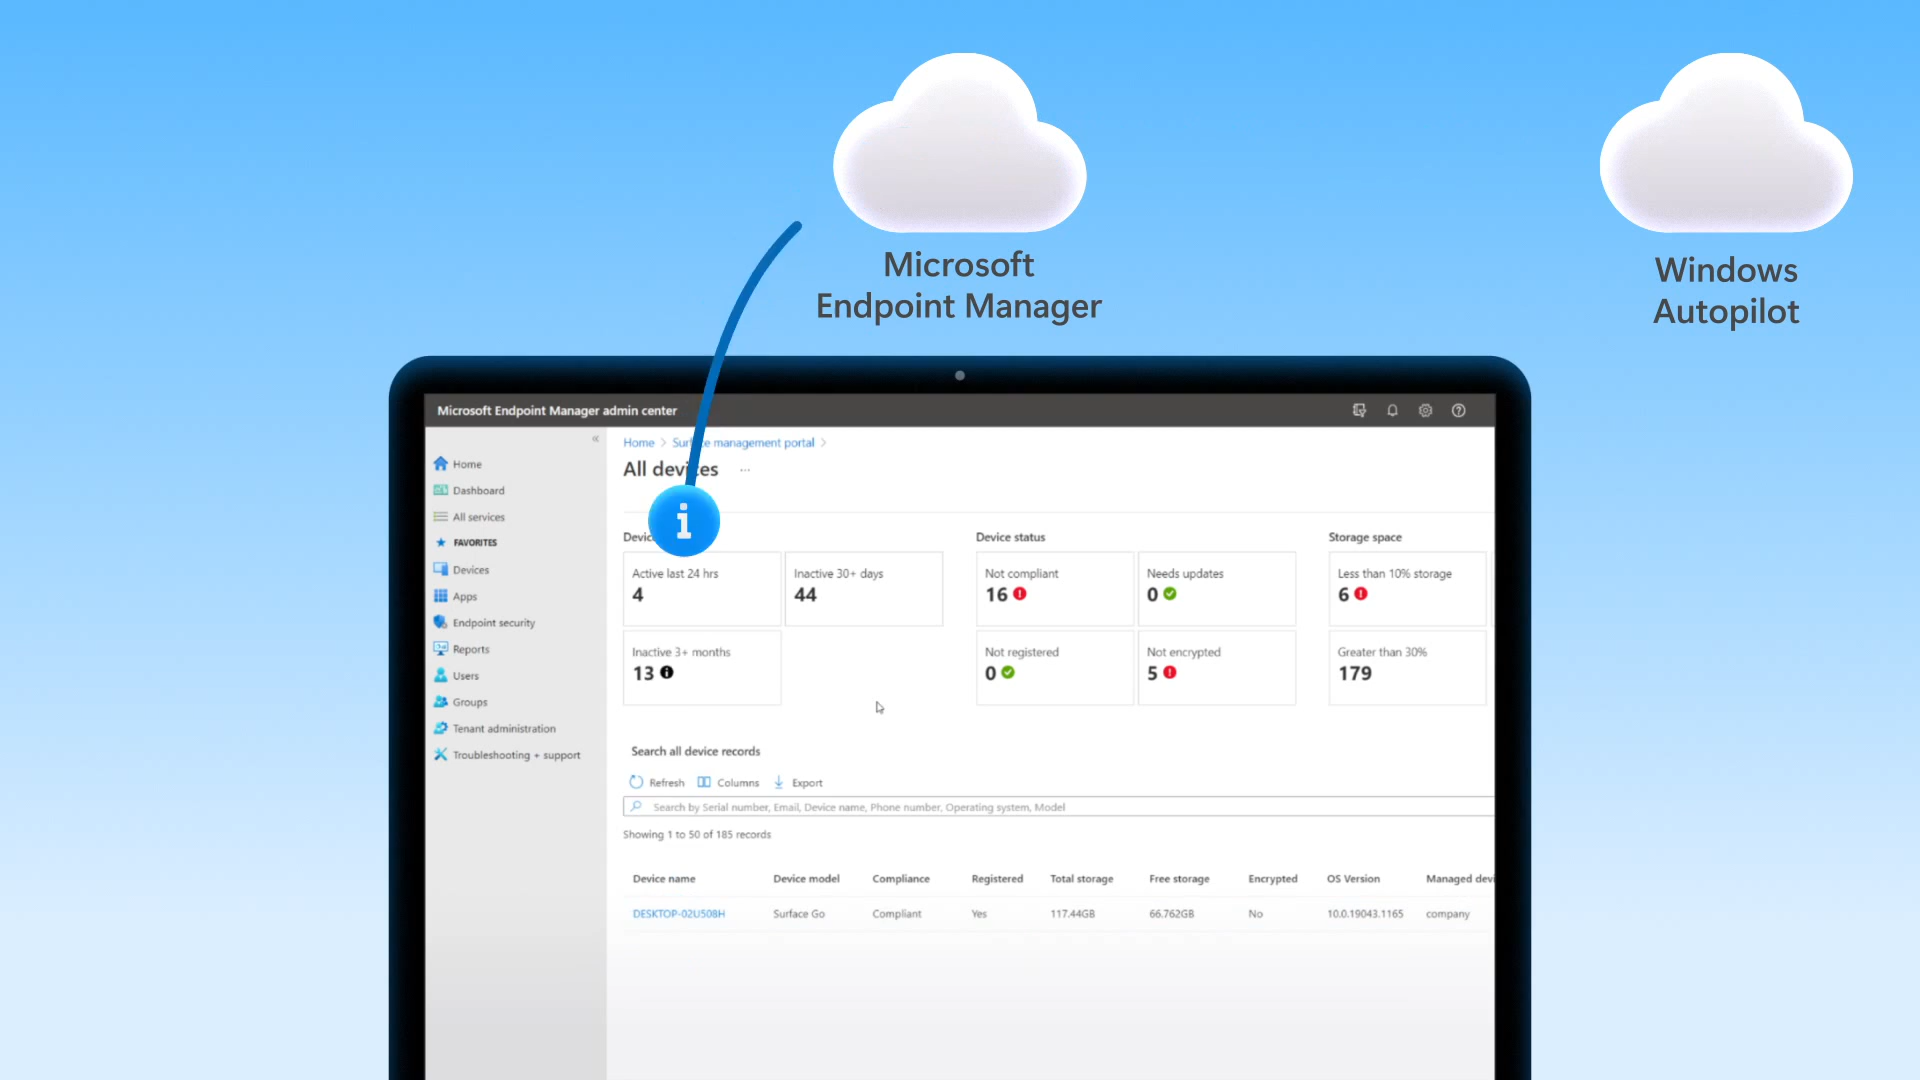 Microsoft
Endpoint Manager
Windows
Autopilot
Microsoft Endpoint Manager admin center
Home > Surface management portal >
All devices ...
Home
Dashboard
All services
FAVORITES
Devices
Apps
Endpoint security
Reports
Users
Groups
Tenant administration
Troubleshooting + support
Device status
Storage space
Active last 24 hrs
4
Inactive 30+ days
44
Not compliant
16
Needs updates
0
Less than 10% storage
6
Inactive 3+ months
13
Not registered
0
Not encrypted
5
Greater than 30%
179
Search all device records
Refresh Columns Export
Search by Serial number, Email, Device name, Phone number, Operating system, Model
Showing 1 to 50 of 185 records
Device name Device model Compliance Registered Total storage Free storage Encrypted OS Version Managed devi
DESKTOP-02U508H Surface Go Compliant Yes 117.44GB 66.762GB No 10.0.19043.1165 company